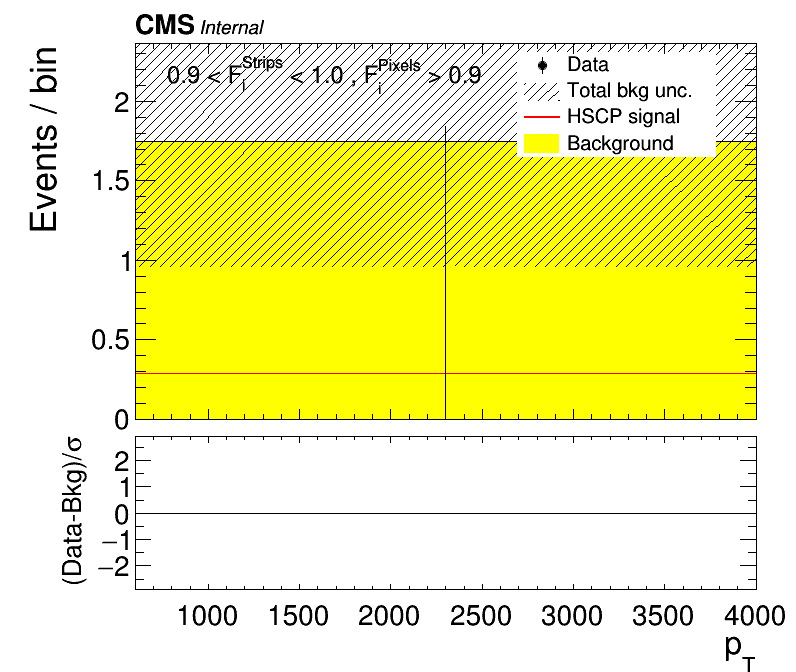 CMS Internal
Events / bin
0.9 < F_i^Strips < 1.0 , F_i^Pixels > 0.9
Data
Total bkg unc.
HSCP signal
Background
2
1.5
1
0.5
0
(Data-Bkg)/σ
2
1
0
−1
−2
1000 1500 2000 2500 3000 3500 4000
p_T